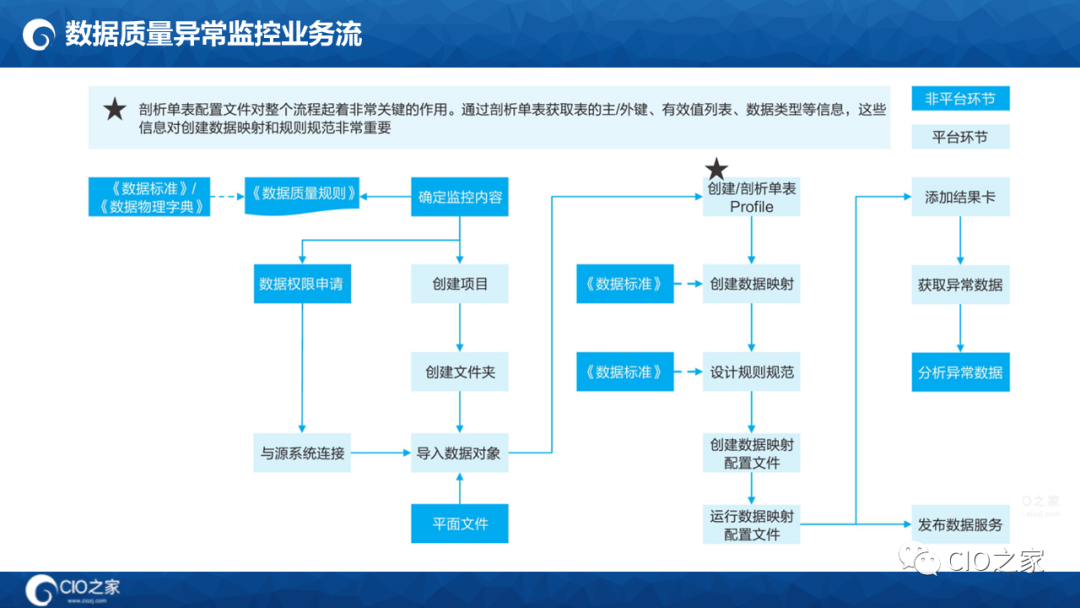 数据质量异常监控业务流
★ 剖析单表配置文件对整个流程起着非常关键的作用。通过剖析单表获取表的主/外键、有效值列表、数据类型等信息，这些
信息对创建数据映射和规则规范非常重要
非平台环节
平台环节
《数据标准》/
《数据物理字典》
《数据质量规则》
确定监控内容
★
创建/剖析单表
Profile
添加结果卡
数据权限申请
创建项目
《数据标准》
创建数据映射
获取异常数据
创建文件夹
《数据标准》
设计规则规范
分析异常数据
与源系统连接
导入数据对象
创建数据映射
配置文件
平面文件
运行数据映射
配置文件
发布数据服务
CIO之家
CIO之家
www.ciozj.com